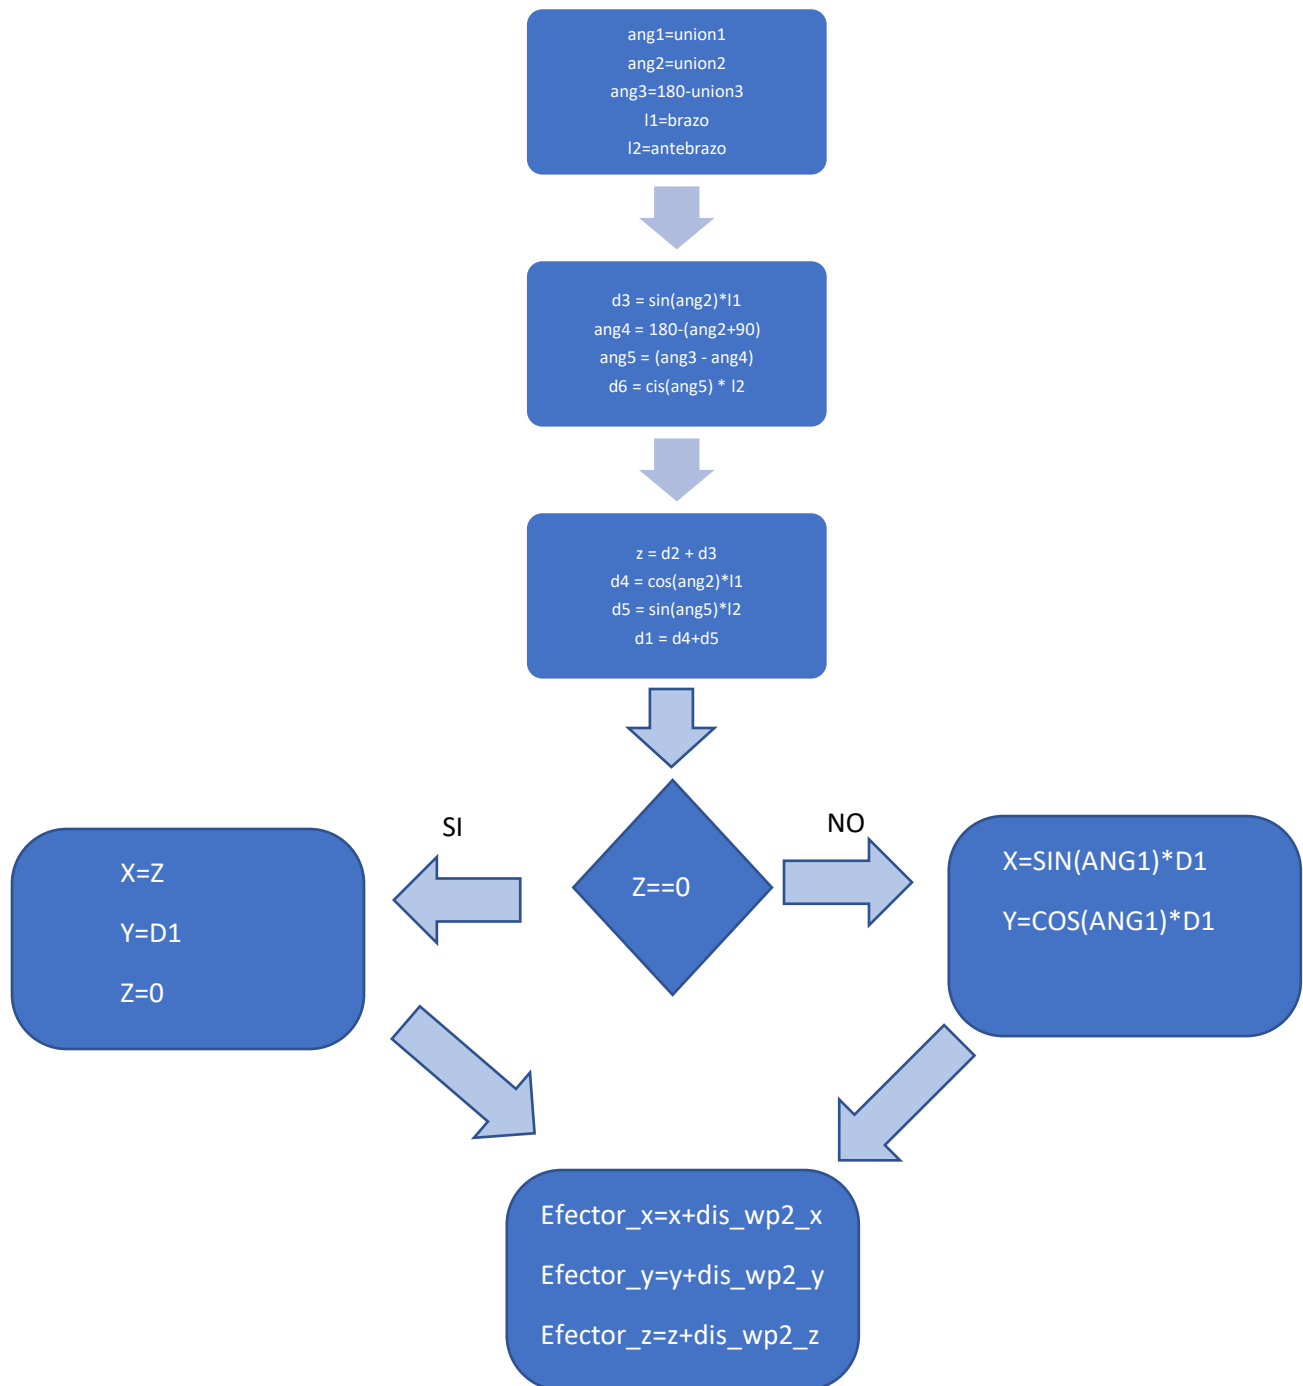 ang1=union1
ang2=union2
ang3=180-union3
l1=brazo
l2=antebrazo
d3 = sin(ang2)*l1
ang4 = 180-(ang2+90)
ang5 = (ang3 - ang4)
d6 = cis(ang5) * l2
z = d2 + d3
d4 = cos(ang2)*l1
d5 = sin(ang5)*l2
d1 = d4+d5
SI
NO
Z==0
X=Z
Y=D1
Z=0
X=SIN(ANG1)*D1
Y=COS(ANG1)*D1
Efector_x=x+dis_wp2_x
Efector_y=y+dis_wp2_y
Efector_z=z+dis_wp2_z